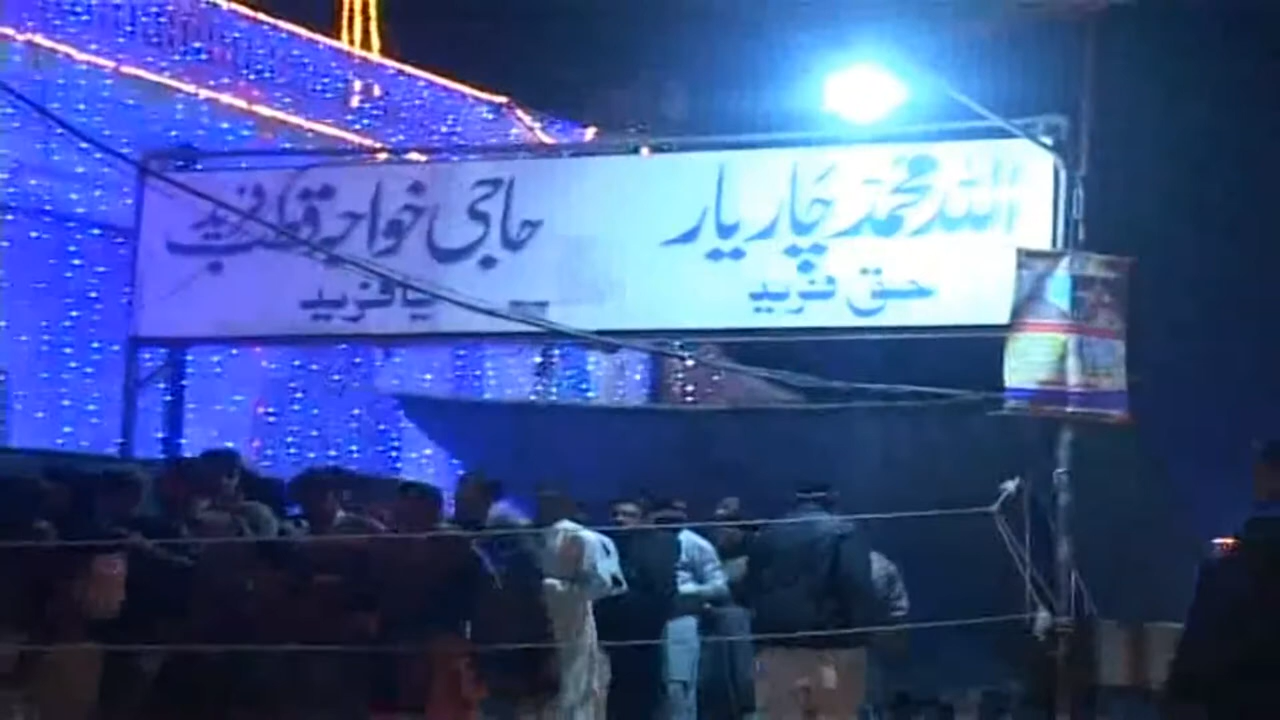 اللہ محمد چار یار
حق فرید
حاجی خواجہ قطب فرید
یا فرید